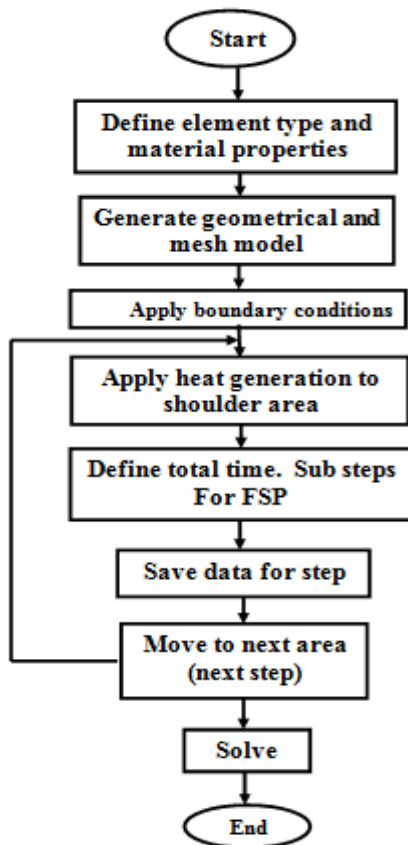 Start
Define element type and
material properties
Generate geometrical and
mesh model
Apply boundary conditions
Apply heat generation to
shoulder area
Define total time. Sub steps
For FSP
Save data for step
Move to next area
(next step)
Solve
End